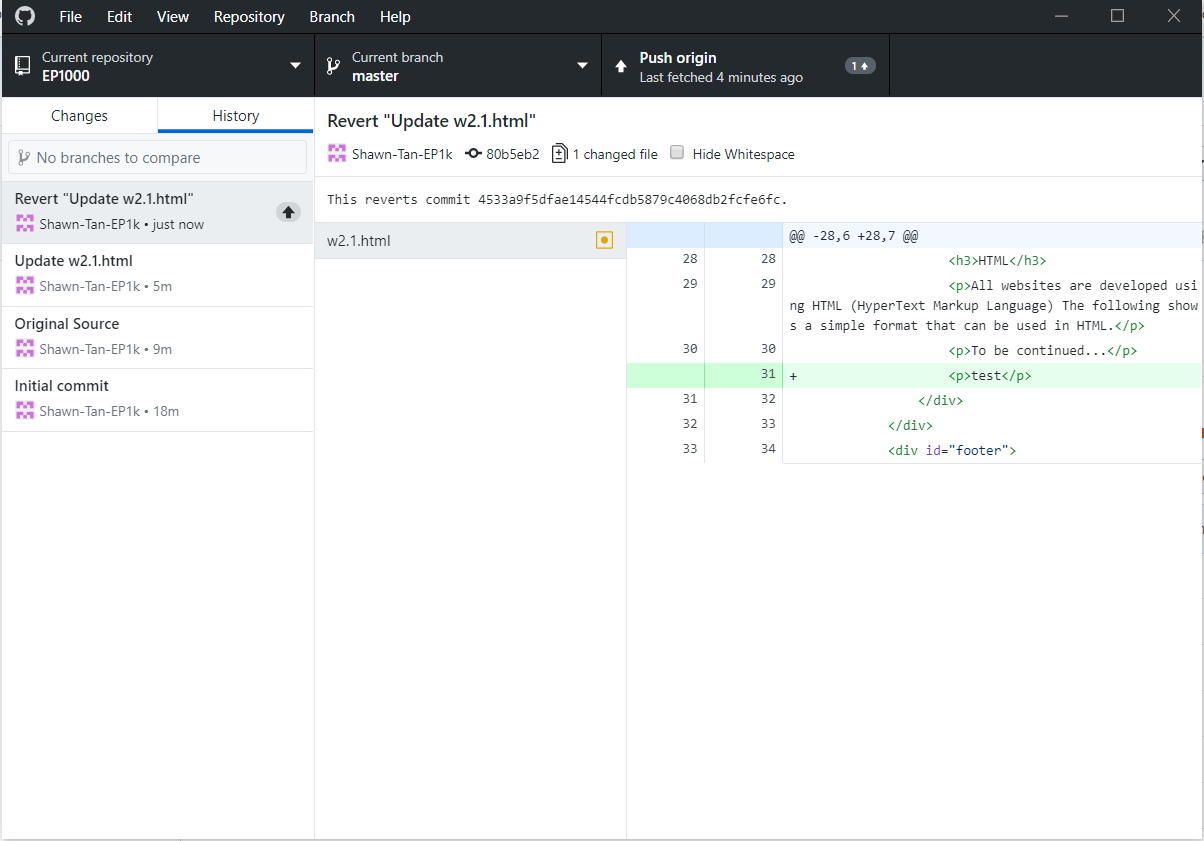 File Edit View Repository Branch Help
Current repository
EP1000
Current branch
master
Push origin
Last fetched 4 minutes ago
1
Changes
History
No branches to compare
Revert "Update w2.1.html"
Shawn-Tan-EP1k • just now
Update w2.1.html
Shawn-Tan-EP1k • 5m
Original Source
Shawn-Tan-EP1k • 9m
Initial commit
Shawn-Tan-EP1k • 18m
Revert "Update w2.1.html"
Shawn-Tan-EP1k 80b5eb2 1 changed file Hide Whitespace
This reverts commit 4533a9f5dfae14544fcdb5879c4068db2fcfe6fc.
w2.1.html
@@ -28,6 +28,7 @@
28 28 <h3>HTML</h3>
29 29 <p>All websites are developed usi
ng HTML (HyperText Markup Language) The following show
s a simple format that can be used in HTML.</p>
30 30 <p>To be continued...</p>
31 + <p>test</p>
31 32 </div>
32 33 </div>
33 34 <div id="footer">